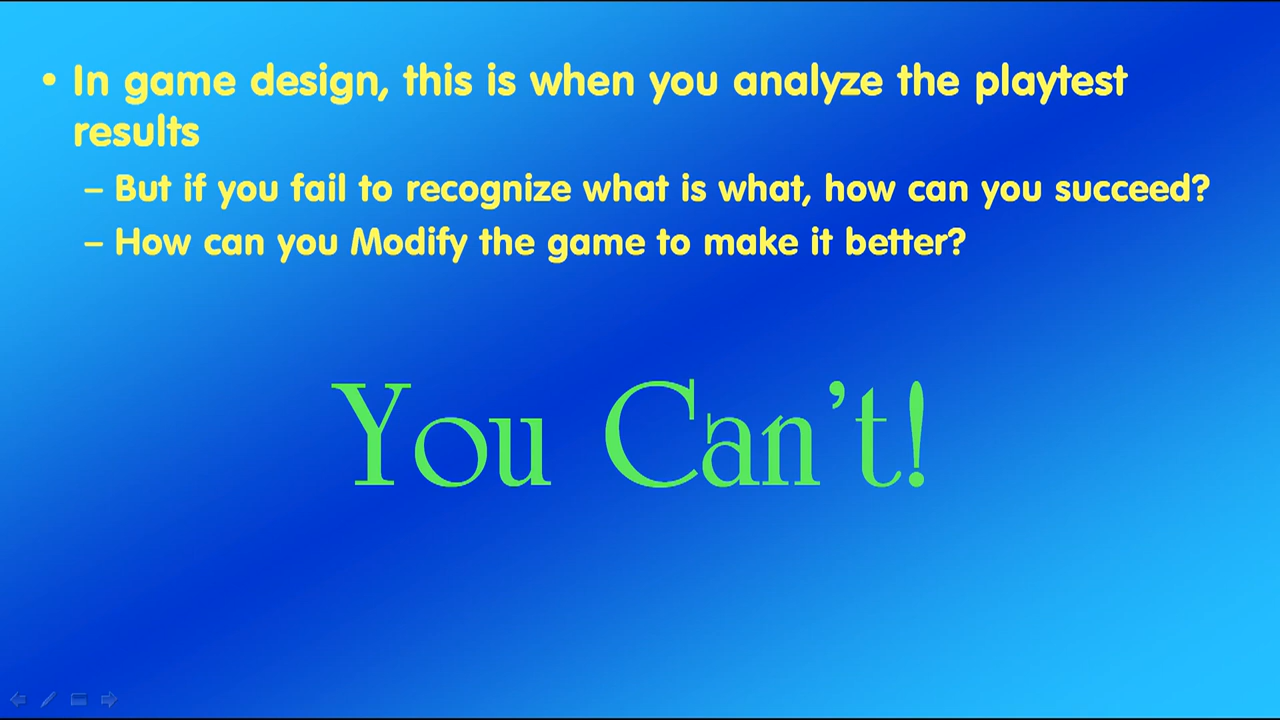 • In game design, this is when you analyze the playtest
results
– But if you fail to recognize what is what, how can you succeed?
– How can you Modify the game to make it better?
You Can’t!